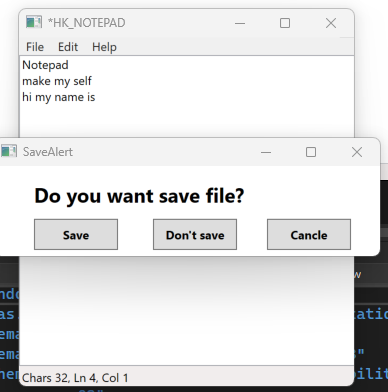 *HK_NOTEPAD
File Edit Help
Notepad
make my self
hi my name is
SaveAlert
Do you want save file?
Save Don't save Cancle
Chars 32, Ln 4, Col 1